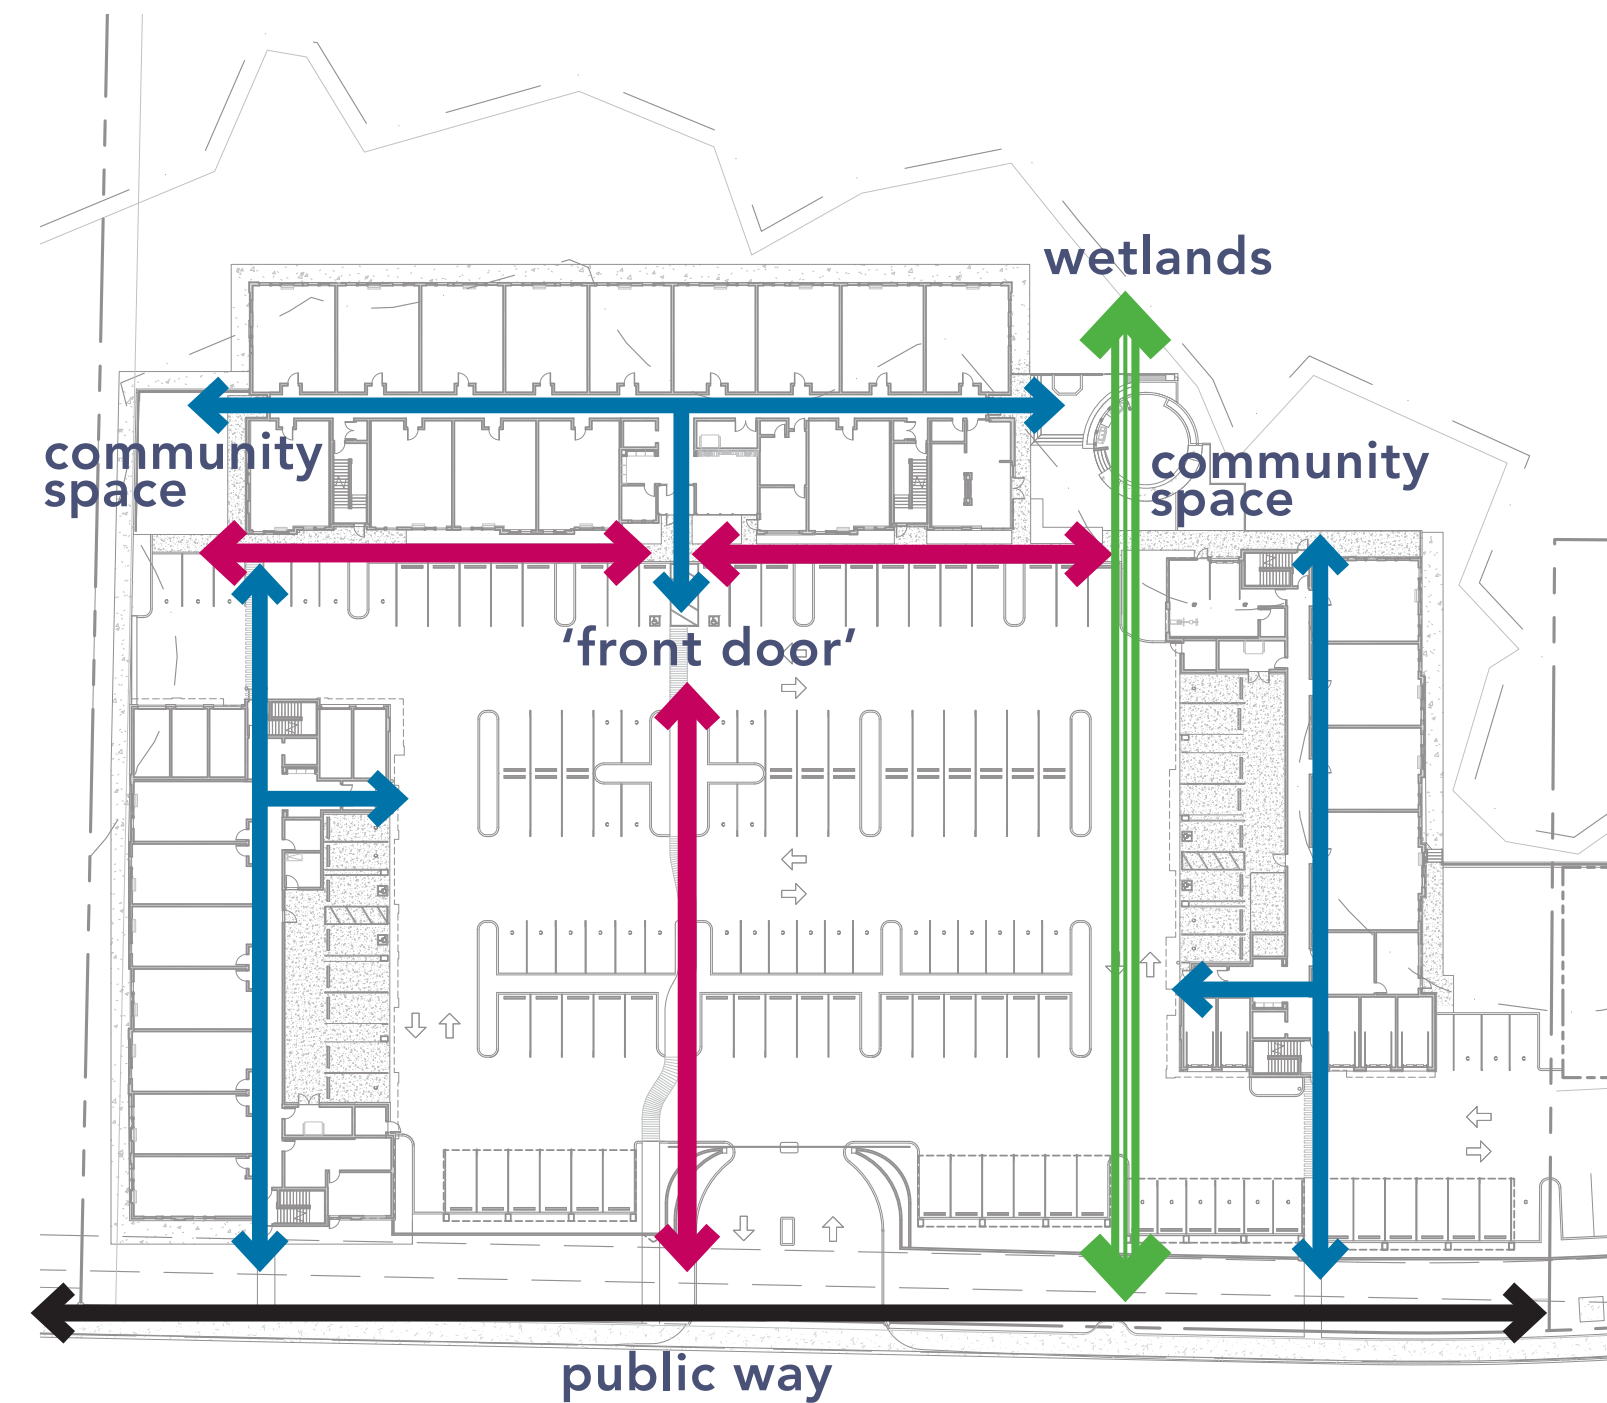 wetlands
community
space
community
space
‘front door’
public way